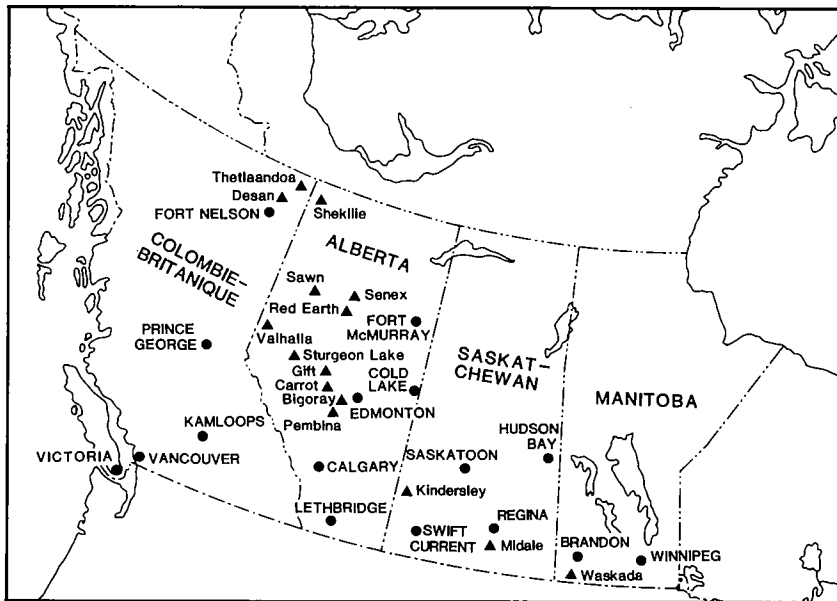 Thetlaandoa
Desan
FORT NELSON
Shekilie
COLOMBIE-
BRITANIQUE
ALBERTA
Sawn
Senex
Red Earth
FORT
McMURRAY
Valhalla
PRINCE
GEORGE
Sturgeon Lake
Gift
COLD
LAKE
Carrot
Bigoray
EDMONTON
Pembina
SASKAT-
CHEWAN
MANITOBA
KAMLOOPS
HUDSON
BAY
VICTORIA
VANCOUVER
CALGARY
SASKATOON
Kindersley
LETHBRIDGE
SWIFT
CURRENT
REGINA
Midale
BRANDON
WINNIPEG
Waskada